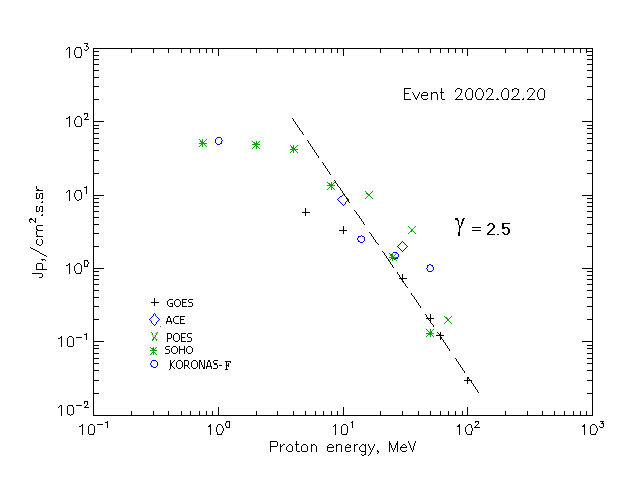 10³
Event 2002.02.20
10²
10¹
γ = 2.5
10⁰
10⁻¹
10⁻²
Jp,/cm².s.sr
GOES
ACE
POES
SOHO
KORONAS-F
10⁻¹ 10⁰ 10¹ 10² 10³
Proton energy, MeV